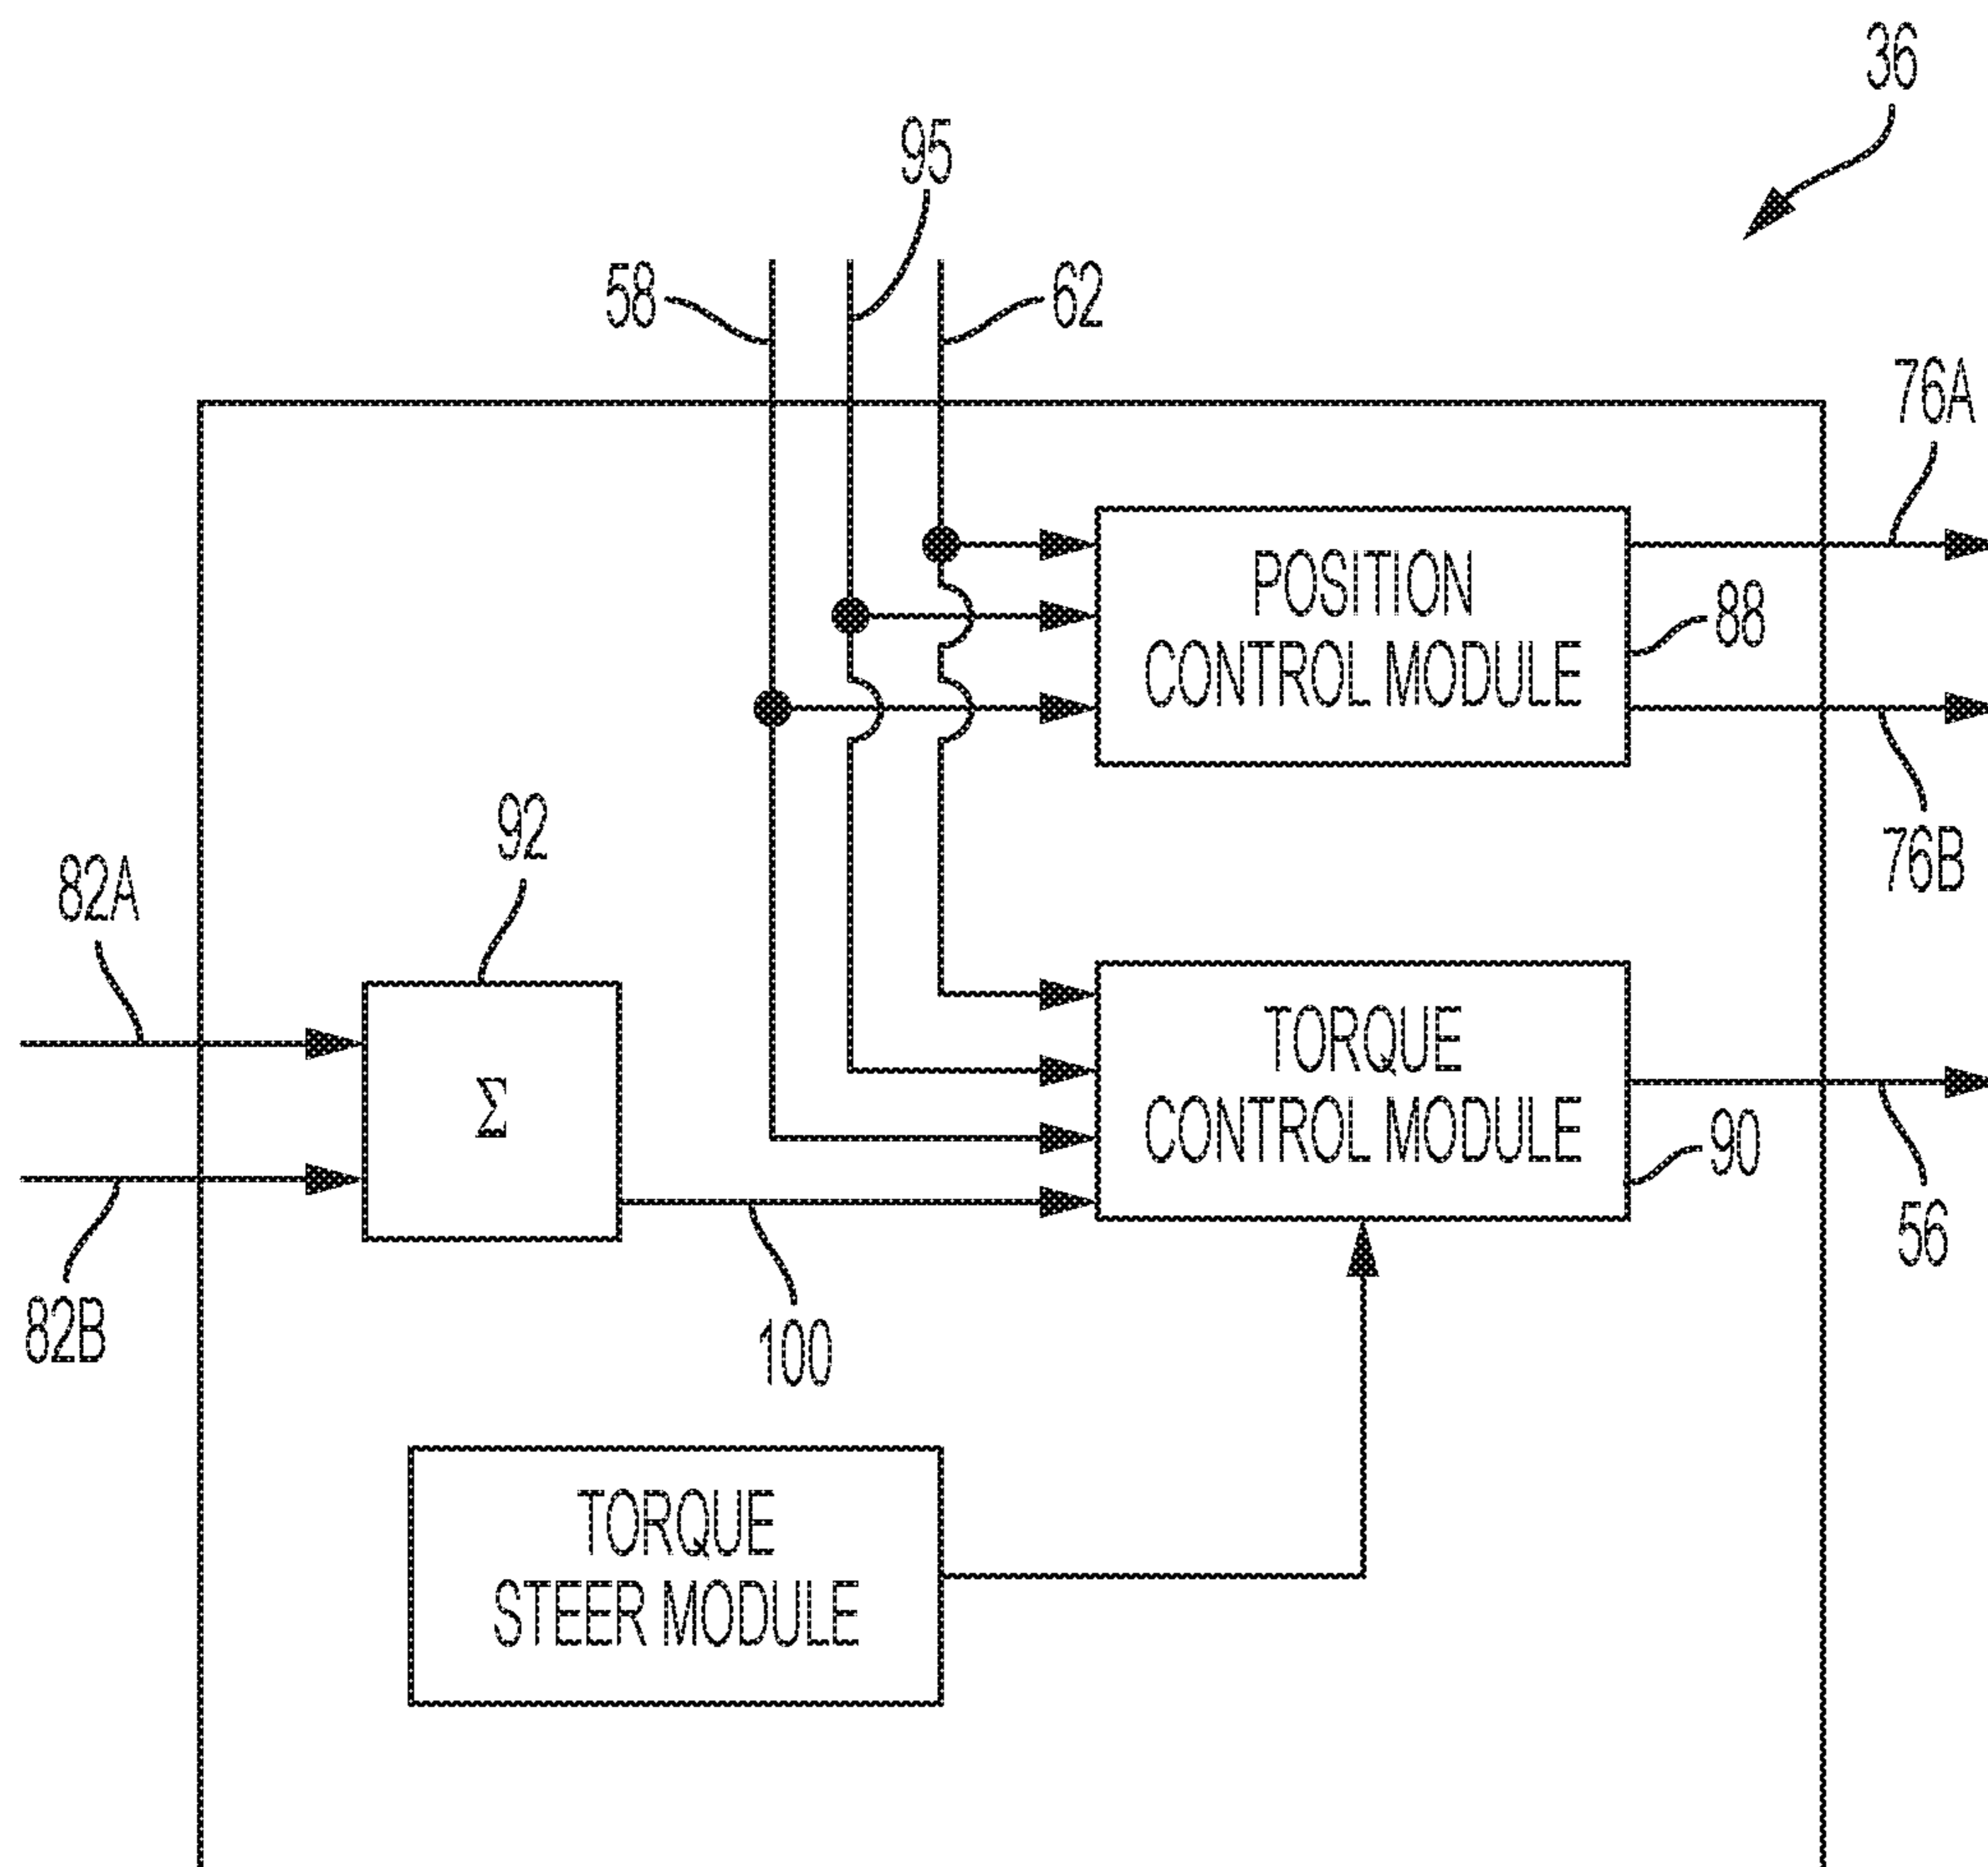 36
95
58
62
76A
POSITION
CONTROL MODULE
88
76B
92
82A
TORQUE
CONTROL MODULE
Σ
90
56
82B
100
TORQUE
STEER MODULE